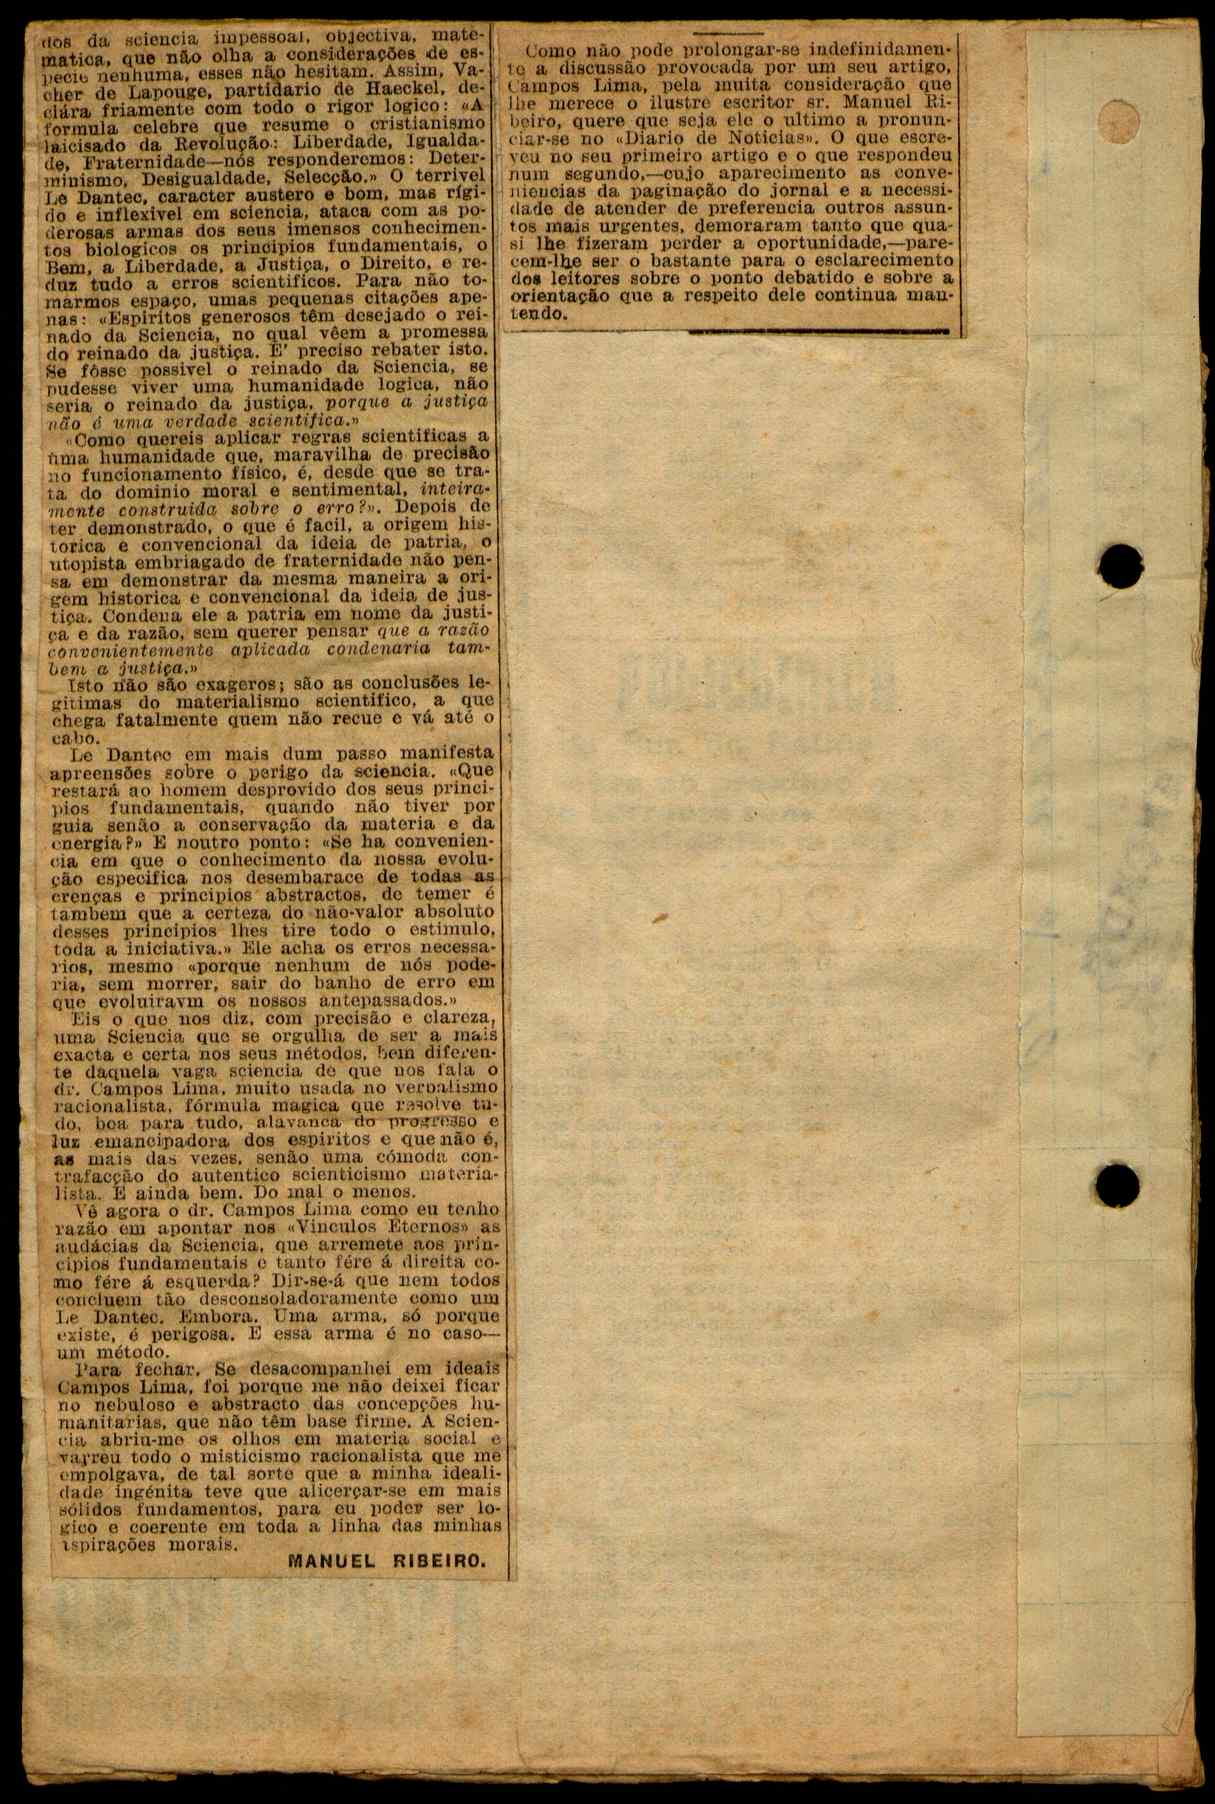 dos da sciencia impessoal, objectiva, mate-
matica, que não olha a considerações de es-
pecie nenhuma, esses não hesitam. Assim, Va-
cher de Lapouge, partidario de Haeckel, de-
clára friamente com todo o rigor logico: «A
formula celebre que resume o cristianismo
laicisado da Revolução: Liberdade, Igualda-
de, Fraternidade—nós responderemos: Deter-
minismo, Desigualdade, Selecção.» O terrivel
Le Dantec, caracter austero e bom, mas rígi-
do e inflexivel em sciencia, ataca com as po-
derosas armas dos seus imensos conhecimen-
tos biologicos os principios fundamentais, o
Bem, a Liberdade, a Justiça, o Direito, e re-
duz tudo a erros scientificos. Para não to-
marmos espaço, umas pequenas citações ape-
nas: «Espiritos generosos têm desejado o rei-
nado da Sciencia, no qual vêem a promessa
do reinado da justiça. E' preciso rebater isto.
Se fôsse possivel o reinado da Sciencia, se
pudesse viver uma humanidade logica, não
seria o reinado da justiça, porque a justiça
não é uma verdade scientifica.»
«Como quereis aplicar regras scientificas a
uma humanidade que, maravilha de precisão
no funcionamento físico, é, desde que se tra-
ta do dominio moral e sentimental, inteira-
mente construida sobre o erro?». Depois de
ter demonstrado, o que é facil, a origem his-
torica e convencional da ideia de patria, o
utopista embriagado de fraternidade não pen-
sa em demonstrar da mesma maneira a ori-
gem historica e convencional da ideia de jus-
tiça. Condena ele a patria em nome da justi-
ça e da razão, sem querer pensar que a razão
convenientemente aplicada condenaria tam-
bem a justiça.»
Isto não são exageros; são as conclusões le-
gitimas do materialismo scientifico, a que
chega fatalmente quem não recue e vá até o
cabo.
Le Dantec em mais dum passo manifesta
apreensões sobre o perigo da sciencia. «Que
restará ao homem desprovido dos seus princi-
pios fundamentais, quando não tiver por
guia senão a conservação da materia e da
energia?» E noutro ponto: «Se ha convenien-
cia em que o conhecimento da nossa evolu-
ção especifica nos desembarace de todas as
crenças e principios abstractos, de temer é
tambem que a certeza do não-valor absoluto
desses principios lhes tire todo o estimulo,
toda a iniciativa.» Ele acha os erros necessa-
rios, mesmo «porque nenhum de nós pode-
ria, sem morrer, sair do banho de erro em
que evoluiravm os nossos antepassados.»
Eis o que nos diz, com precisão e clareza,
uma Sciencia que se orgulha de ser a mais
exacta e certa nos seus métodos, bem diferen-
te daquela vaga sciencia de que nos fala o
dr. Campos Lima, muito usada no verbalismo
racionalista, fórmula magica que resolve tu-
do, boa para tudo, alavanca do progresso e
luz emancipadora dos espiritos e que não é,
as mais das vezes, senão uma cómoda con-
trafacção do autentico scienticismo materia-
lista. E ainda bem. Do mal o menos.
Vê agora o dr. Campos Lima como eu tenho
razão em apontar nos «Vinculos Eternos» as
audácias da Sciencia, que arremete aos prin-
cipios fundamentais e tanto fére á direita co-
mo fére á esquerda? Dir-se-á que nem todos
concluem tão desconsoladoramente como um
Le Dantec. Embora. Uma arma, só porque
existe, é perigosa. E essa arma é no caso—
um método.
Para fechar. Se desacompanhei em ideais
Campos Lima, foi porque me não deixei ficar
no nebuloso e abstracto das concepções hu-
manitarias, que não têm base firme. A Scien-
cia abriu-me os olhos em materia social e
varreu todo o misticismo racionalista que me
empolgava, de tal sorte que a minha ideali-
dade ingénita teve que alicerçar-se em mais
sólidos fundamentos, para eu poder ser lo-
gico e coerente em toda a linha das minhas
aspirações morais.
MANUEL RIBEIRO.
Como não pode prolongar-se indefinidamen-
te a discussão provocada por um seu artigo,
Campos Lima, pela muita consideração que
lhe merece o ilustre escritor sr. Manuel Ri-
beiro, quere que seja ele o ultimo a pronun-
ciar-se no «Diario de Noticias». O que escre-
veu no seu primeiro artigo e o que respondeu
num segundo,—cujo aparecimento as conve-
niencias da paginação do jornal e a necessi-
dade de atender de preferencia outros assun-
tos mais urgentes, demoraram tanto que qua-
si lhe fizeram perder a oportunidade,—pare-
cem-lhe ser o bastante para o esclarecimento
dos leitores sobre o ponto debatido e sobre a
orientação que a respeito dele continua man-
tendo.